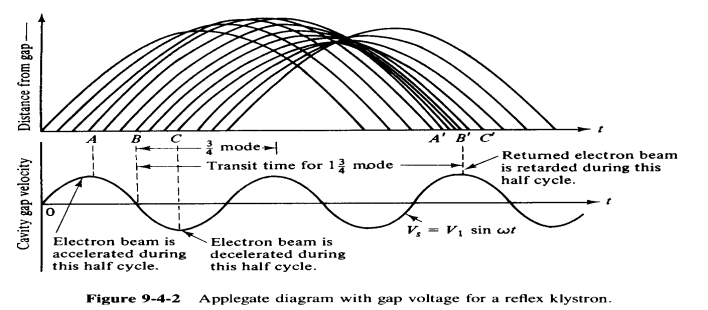 Distance from gap
t
A
B
C
A' B' C'
3/4 mode
Transit time for 1 3/4 mode
Returned electron beam
is retarded during this
half cycle.
Cavity gap velocity
0
t
Electron beam is
accelerated during
this half cycle.
Electron beam is
decelerated during
this half cycle.
Vs = V1 sin ωt
Figure 9-4-2 Applegate diagram with gap voltage for a reflex klystron.